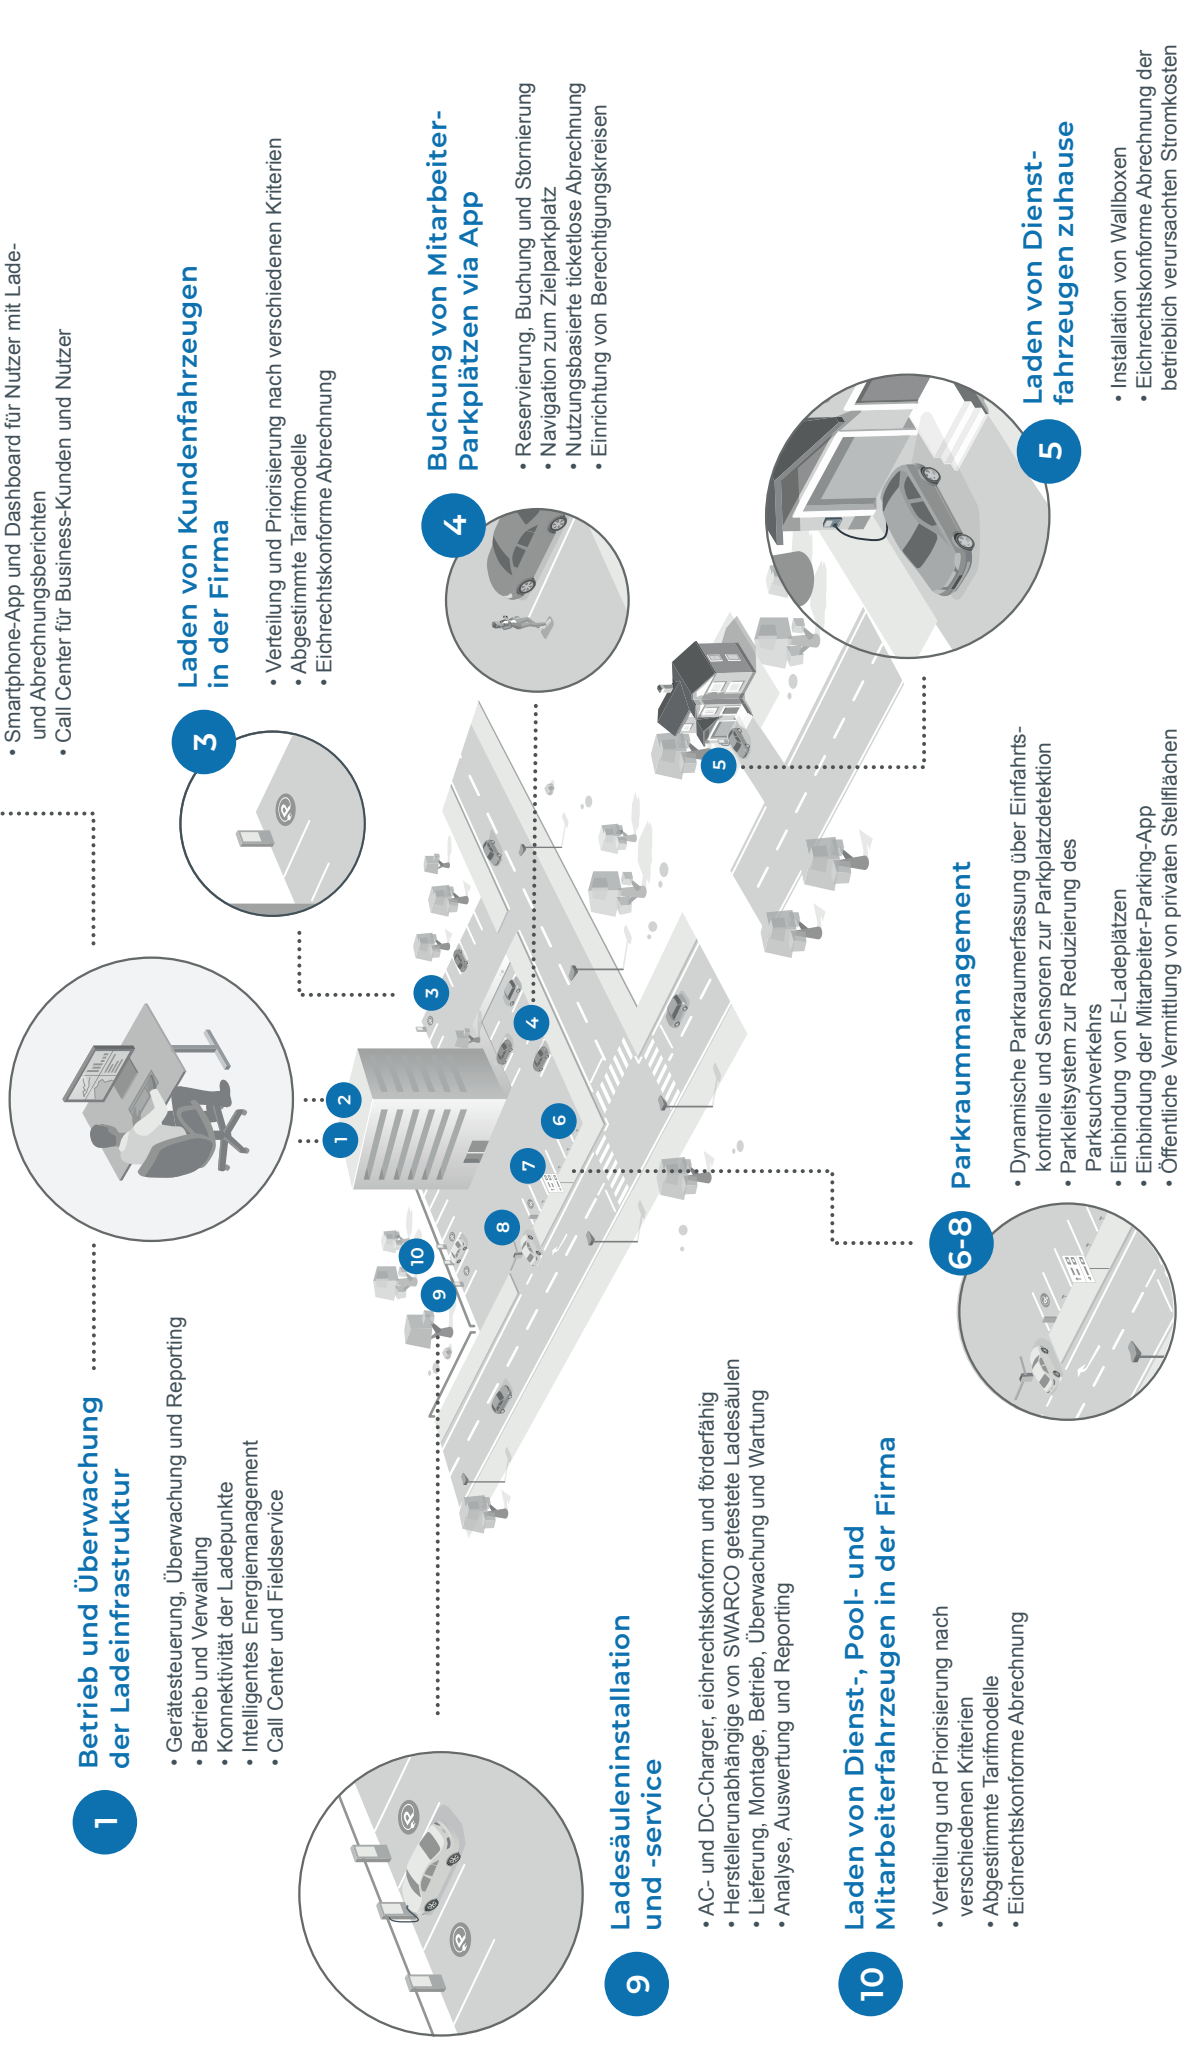 1
Betrieb und Überwachung
der Ladeinfrastruktur
• Gerätesteuerung, Überwachung und Reporting
• Betrieb und Verwaltung
• Konnektivität der Ladepunkte
• Intelligentes Energiemanagement
• Call Center und Fieldservice
• Smartphone-App und Dashboard für Nutzer mit Lade-
und Abrechnungsberichten
• Call Center für Business-Kunden und Nutzer
3
Laden von Kundenfahrzeugen
in der Firma
• Verteilung und Priorisierung nach verschiedenen Kriterien
• Abgestimmte Tarifmodelle
• Eichrechtskonforme Abrechnung
4
Buchung von Mitarbeiter-
Parkplätzen via App
• Reservierung, Buchung und Stornierung
• Navigation zum Zielparkplatz
• Nutzungsbasierte ticketlose Abrechnung
• Einrichtung von Berechtigungskreisen
1
2
3
4
5
6
7
8
9
10
9
Ladesäuleninstallation
und -service
• AC- und DC-Charger, eichrechtskonform und förderfähig
• Herstellerunabhängige von SWARCO getestete Ladesäulen
• Lieferung, Montage, Betrieb, Überwachung und Wartung
• Analyse, Auswertung und Reporting
10
Laden von Dienst-, Pool- und
Mitarbeiterfahrzeugen in der Firma
• Verteilung und Priorisierung nach
verschiedenen Kriterien
• Abgestimmte Tarifmodelle
• Eichrechtskonforme Abrechnung
6-8
Parkraummanagement
• Dynamische Parkraumerfassung über Einfahrts-
kontrolle und Sensoren zur Parkplatzdetektion
• Parkleitsystem zur Reduzierung des
Parksuchverkehrs
• Einbindung von E-Ladeplätzen
• Einbindung der Mitarbeiter-Parking-App
• Öffentliche Vermittlung von privaten Stellflächen
5
Laden von Dienst-
fahrzeugen zuhause
• Installation von Wallboxen
• Eichrechtskonforme Abrechnung der
betrieblich verursachten Stromkosten